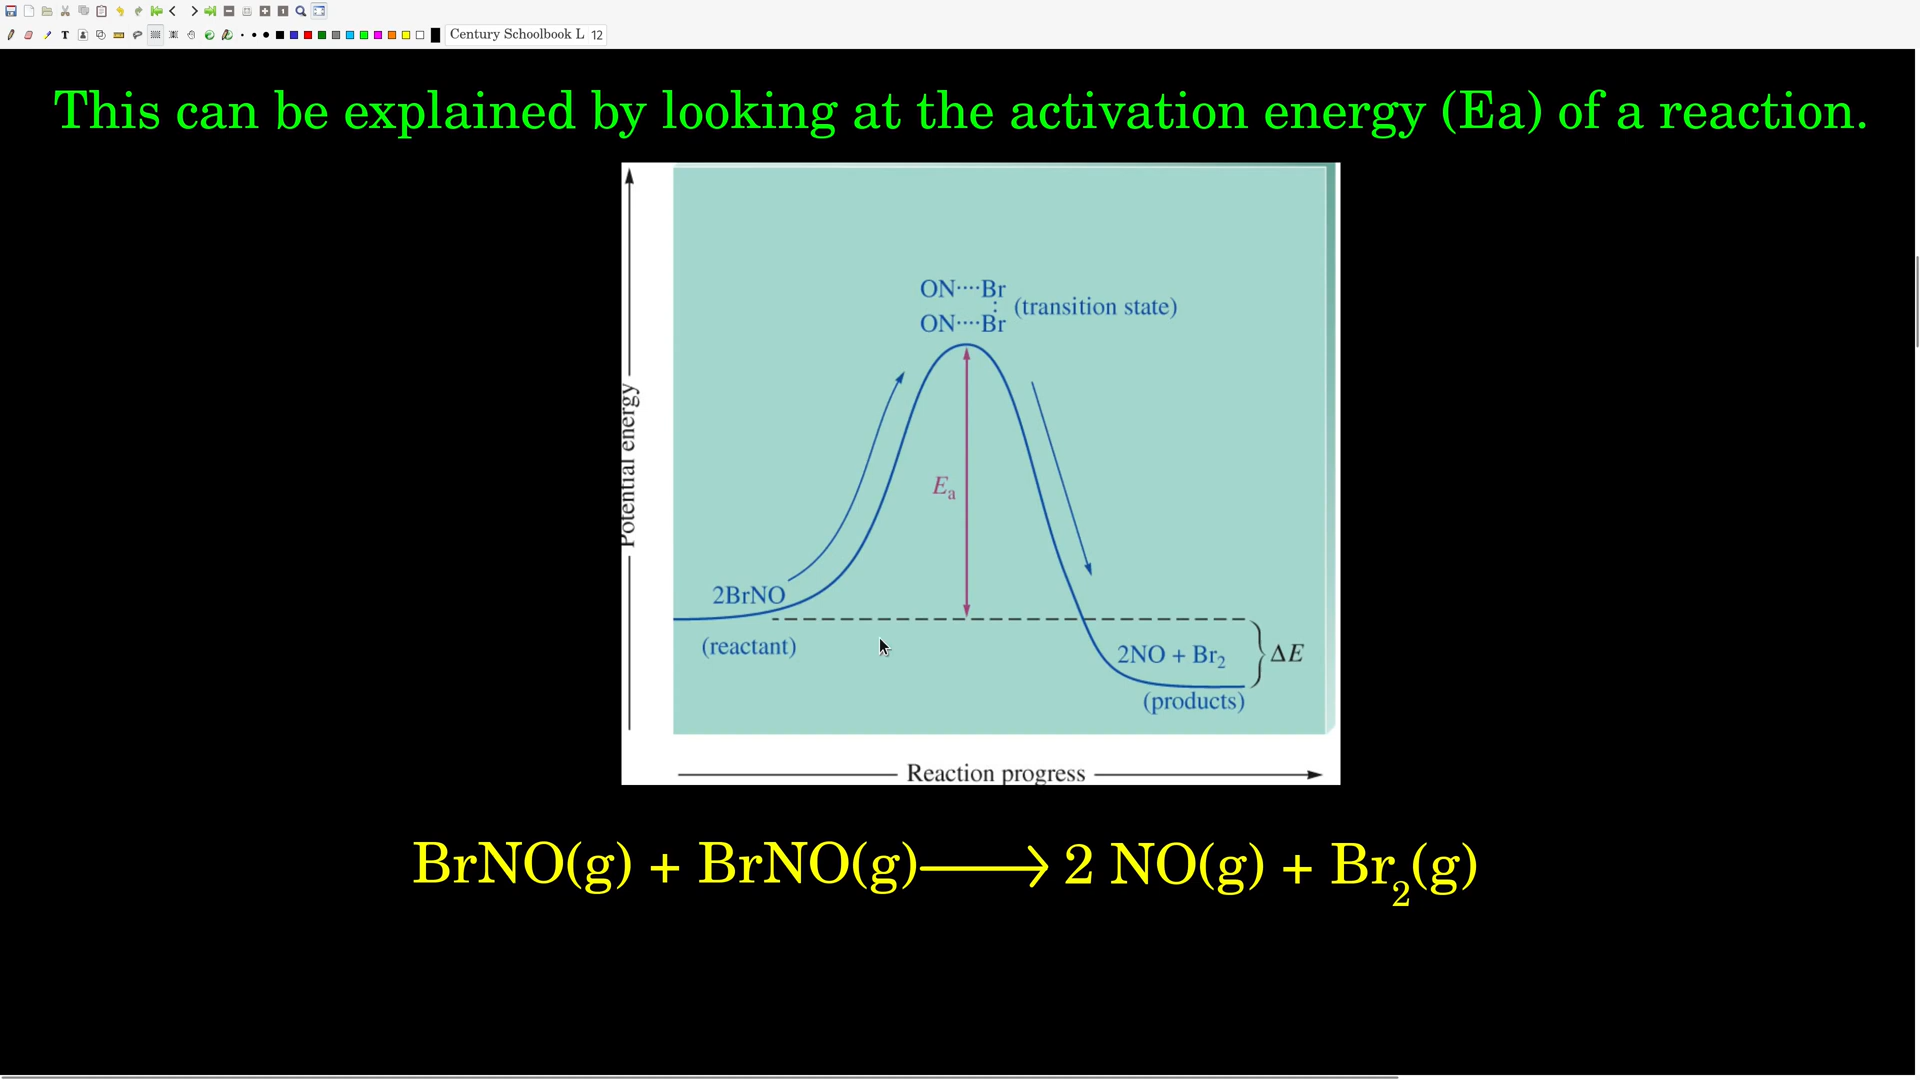 Century Schoolbook L 12
This can be explained by looking at the activation energy (Ea) of a reaction.
ON····Br
(transition state)
ON····Br
Potential energy
Eₐ
2BrNO
(reactant)
2NO + Br₂
ΔE
(products)
Reaction progress
BrNO(g) + BrNO(g)⟶ 2 NO(g) + Br₂(g)